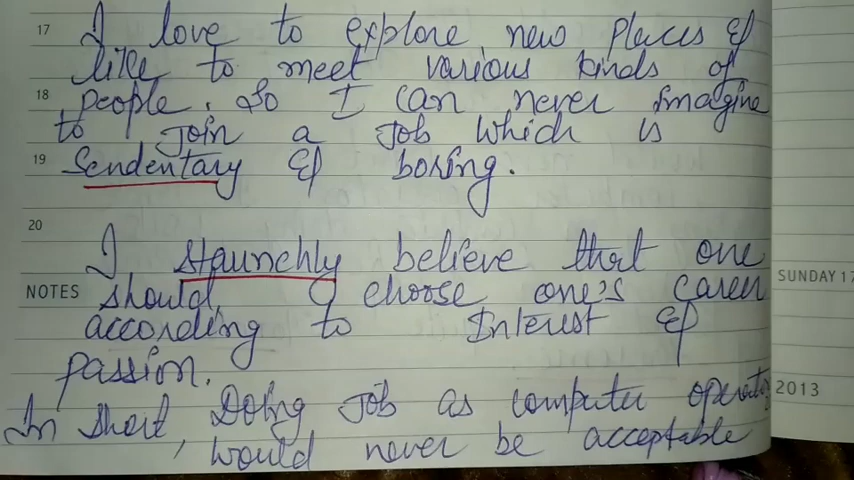 17 I love to explore new places &
like to meet various kinds of
18 people. So I can never imagine
to join a job which is
19 Sendentary & boring.
20
I staunchly believe that one
NOTES should choose one's career
SUNDAY 17
according to Interest &
passion.
In short, Doing job as computer operator
2013
would never be acceptable